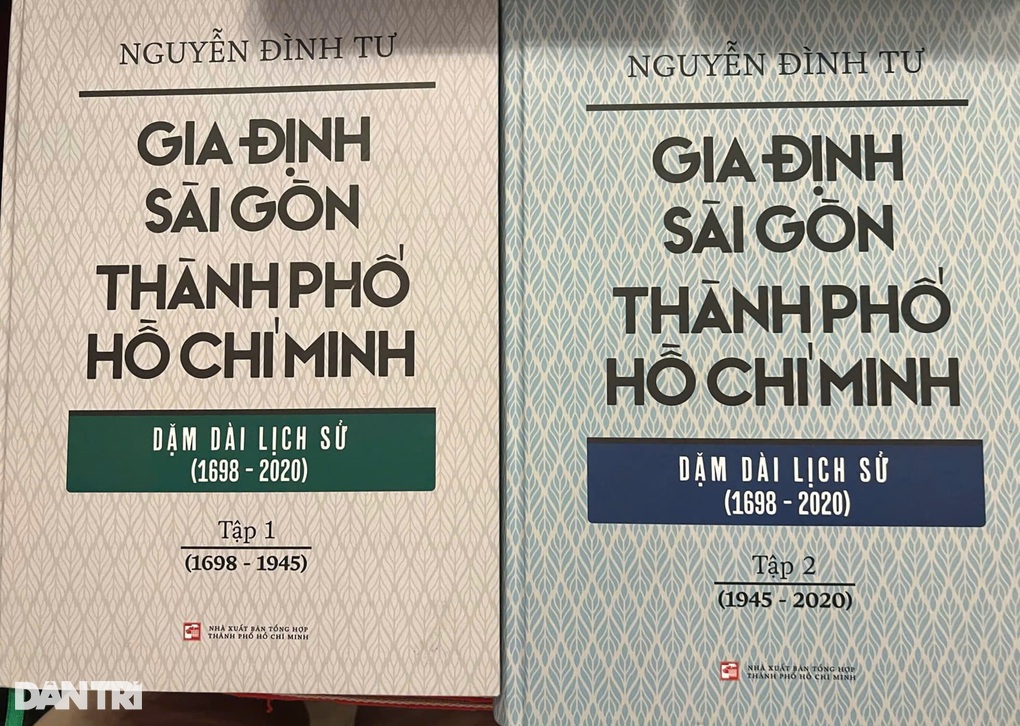 NGUYỄN ĐÌNH TƯ
GIA ĐỊNH
SÀI GÒN
THÀNH PHỐ
HỒ CHÍ MINH
DẶM DÀI LỊCH SỬ
(1698 - 2020)
Tập 1
(1698 - 1945)
NHÀ XUẤT BẢN TỔNG HỢP
THÀNH PHỐ HỒ CHÍ MINH
NGUYỄN ĐÌNH TƯ
GIA ĐỊNH
SÀI GÒN
THÀNH PHỐ
HỒ CHÍ MINH
DẶM DÀI LỊCH SỬ
(1698 - 2020)
Tập 2
(1945 - 2020)
NHÀ XUẤT BẢN TỔNG HỢP
THÀNH PHỐ HỒ CHÍ MINH
DÂN TRÍ